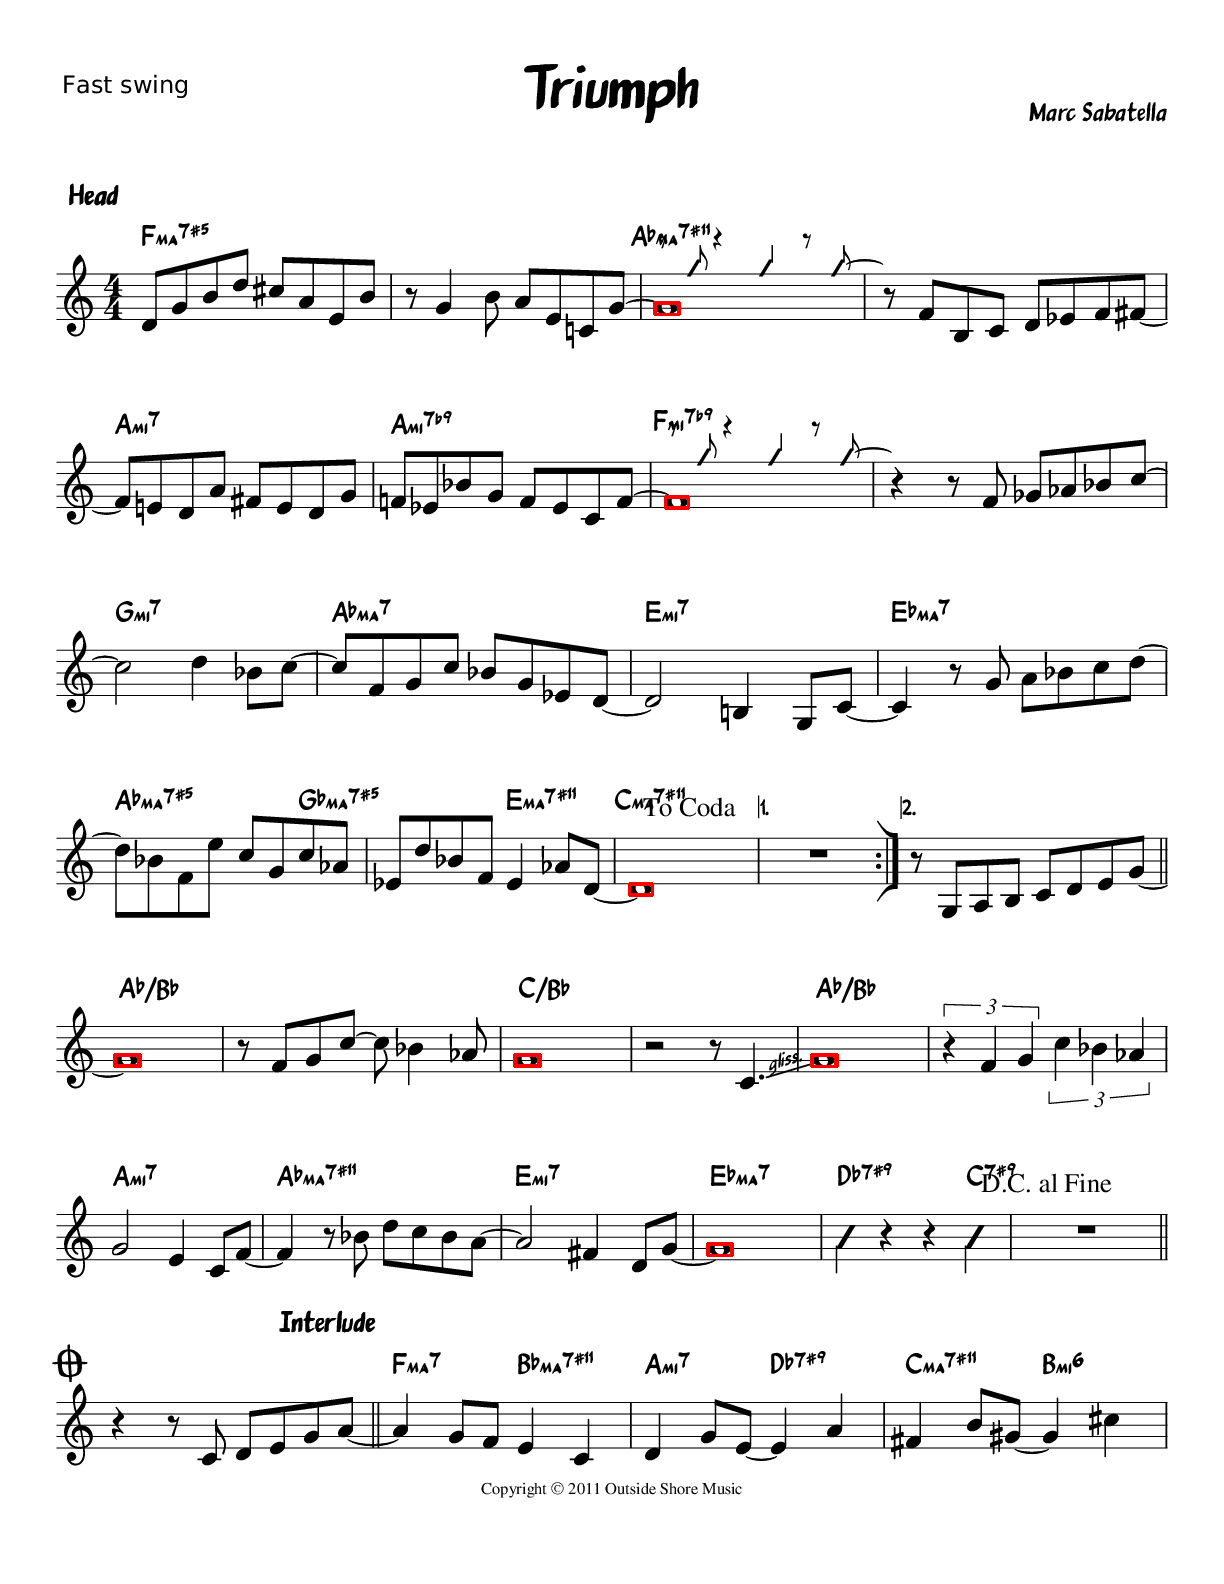 Fast swing
Triumph
Marc Sabatella
Head
Fma7#5 Abma7#11
4
4
Ami7 Ami7b9 Fmi7b9
Gmi7 Abma7 Emi7 Ebma7
Abma7#5 Gbma7#5 Ema7#11 Cma7#11 To Coda 1. 2.
Ab/Bb C/Bb Ab/Bb
3
gliss.
3
Ami7 Abma7#11 Emi7 Ebma7 Db7#9 C7#9
D.C. al Fine
Interlude
Fma7 Bbma7#11 Ami7 Db7#9 Cma7#11 Bmi6
Copyright © 2011 Outside Shore Music